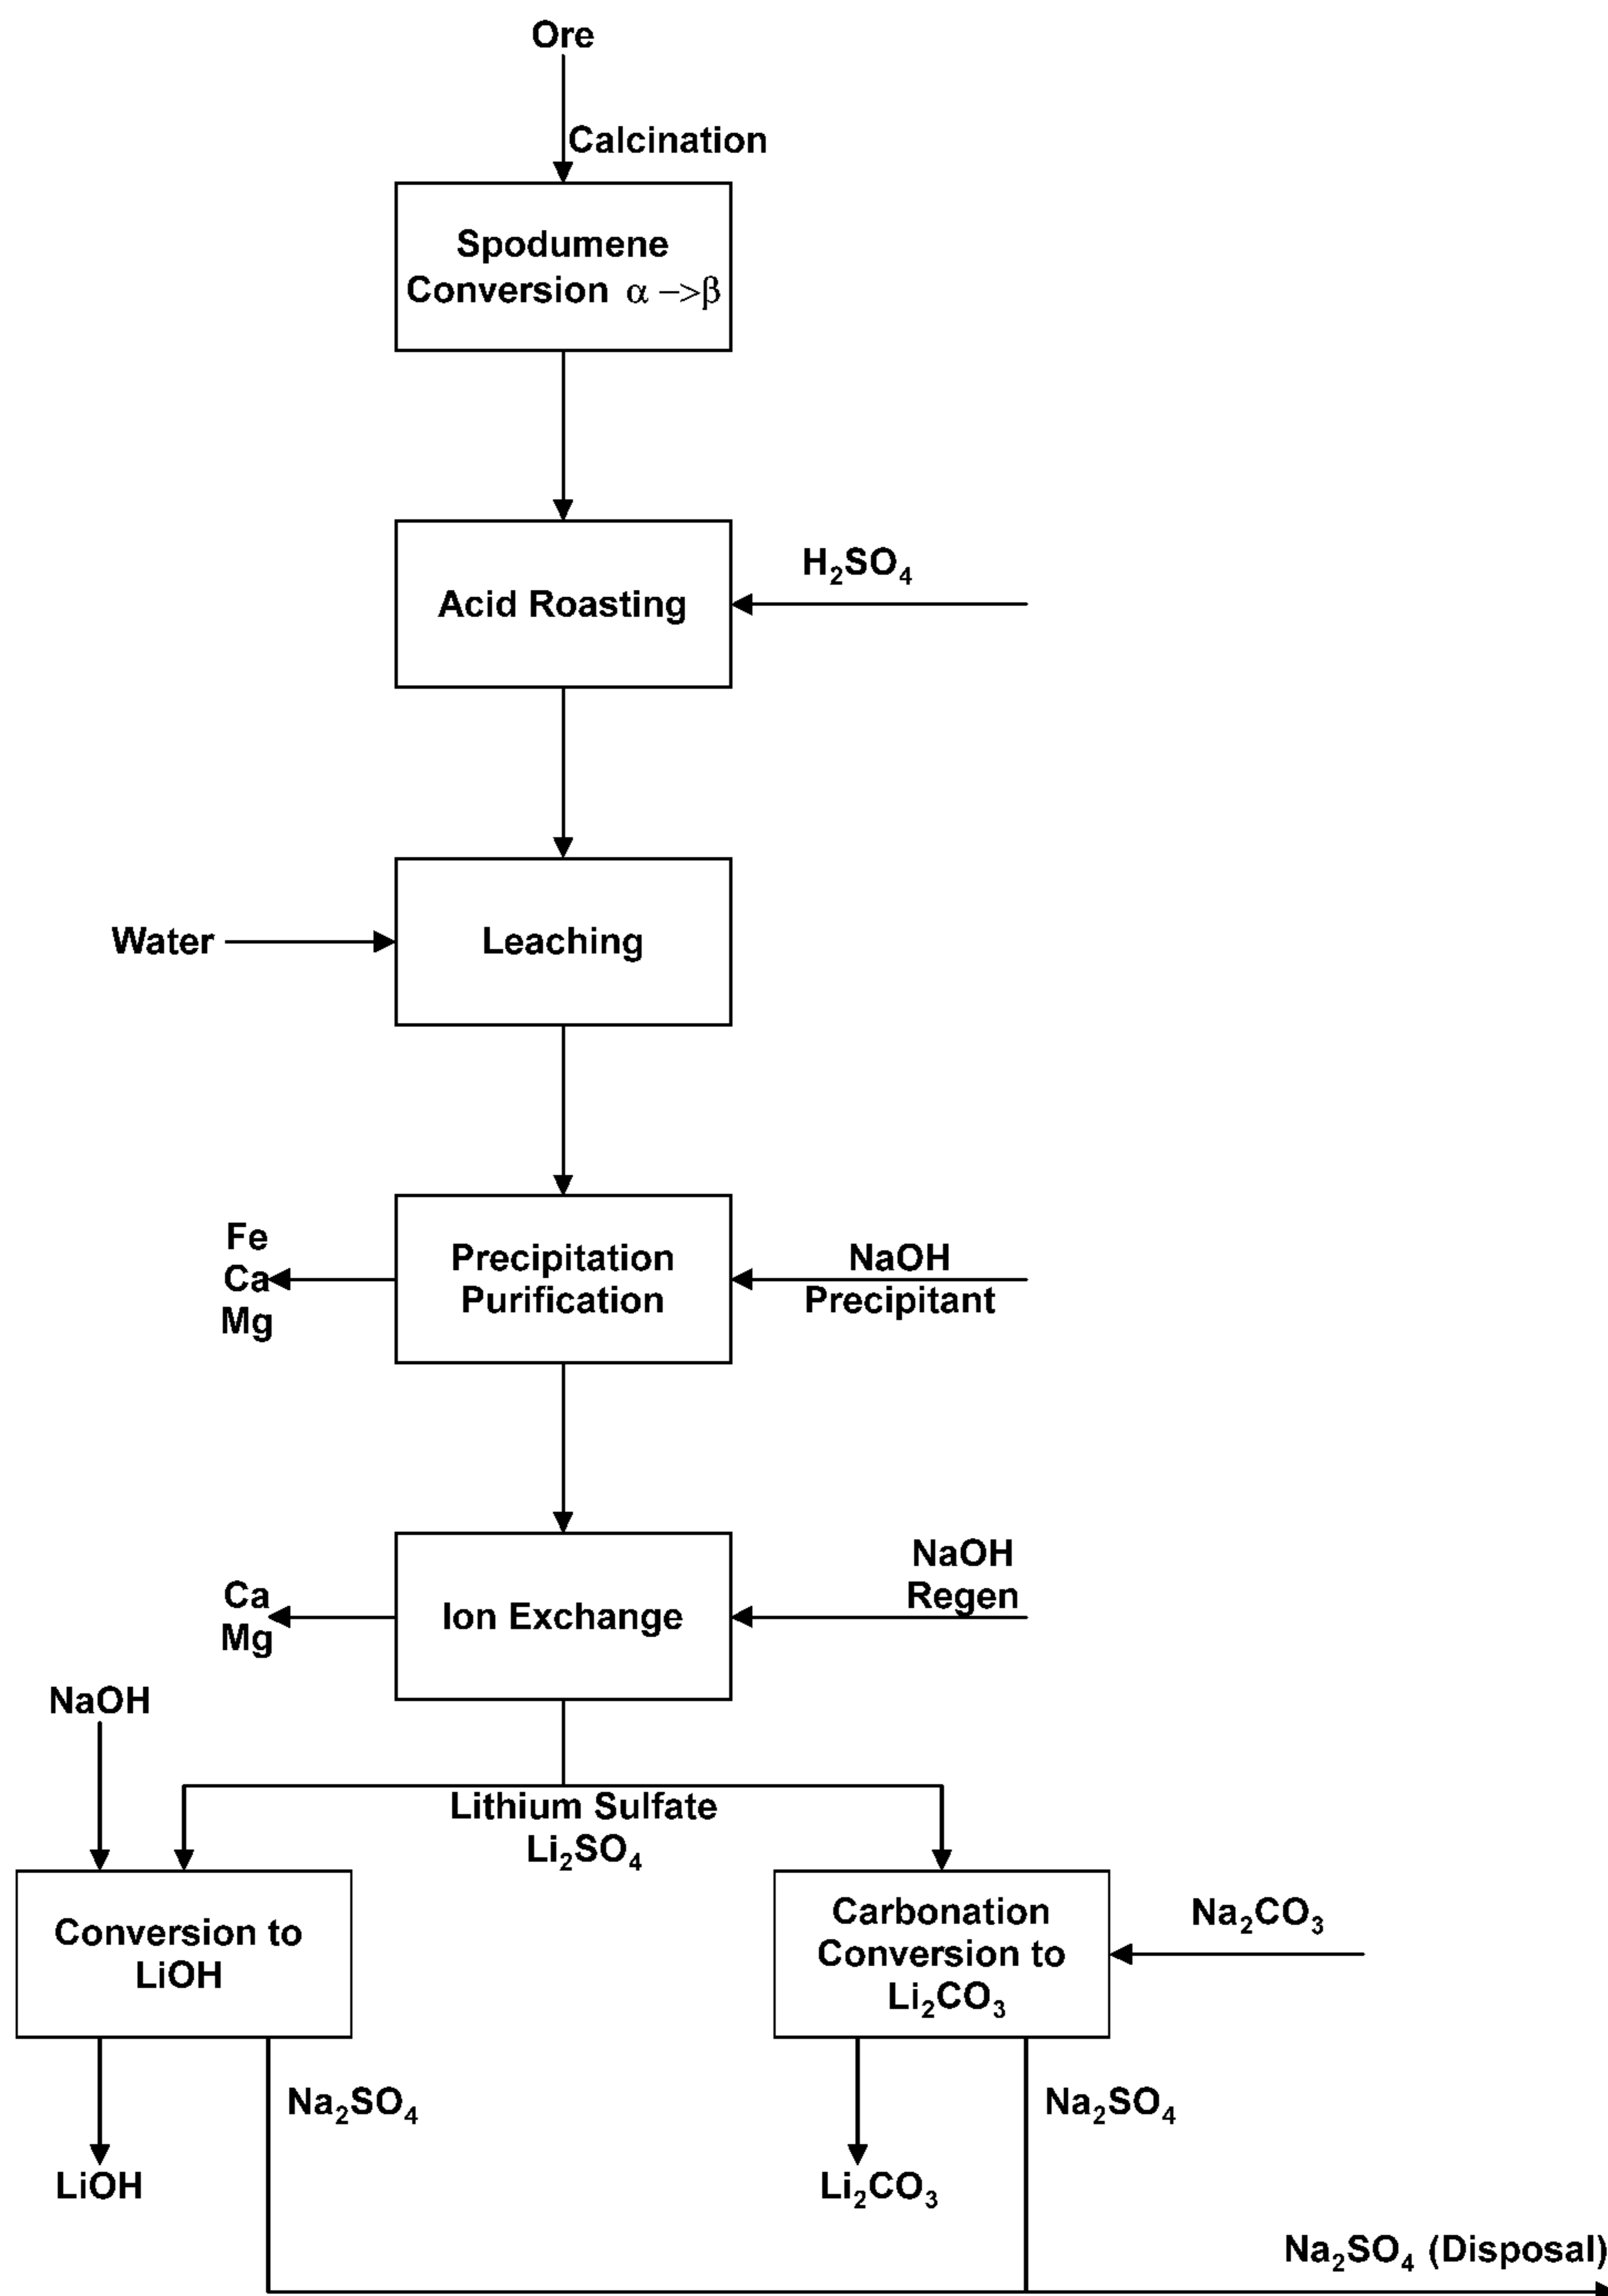 Ore
Calcination
Spodumene
Conversion α –>β
Acid Roasting
H₂SO₄
Water
Leaching
Fe
Ca
Mg
Precipitation
Purification
NaOH
Precipitant
Ca
Mg
Ion Exchange
NaOH
Regen
NaOH
Lithium Sulfate
Li₂SO₄
Conversion to
LiOH
Carbonation
Conversion to
Li₂CO₃
Na₂CO₃
Na₂SO₄
Na₂SO₄
LiOH
Li₂CO₃
Na₂SO₄ (Disposal)